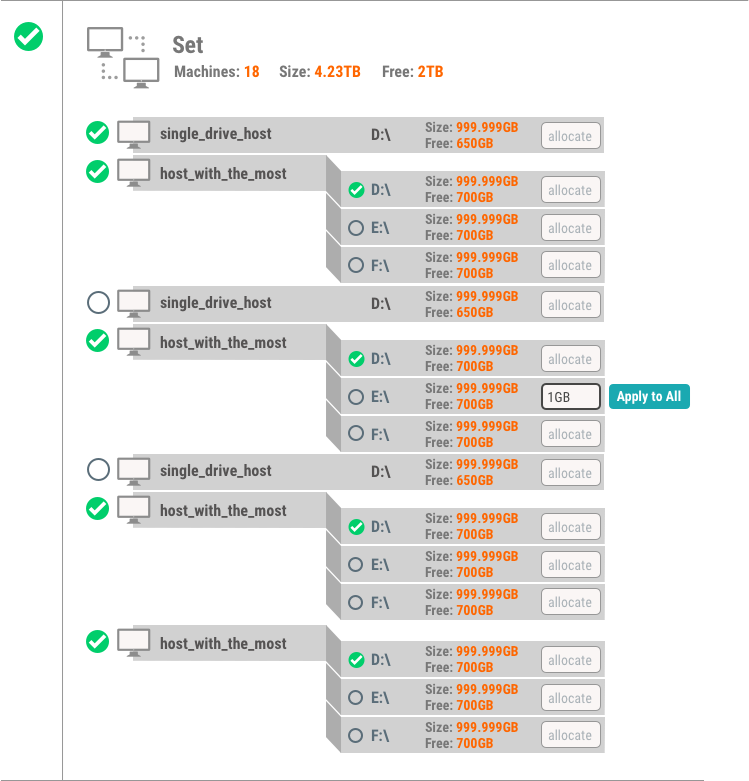 Set
Machines: 18 Size: 4.23TB Free: 2TB
single_drive_host D:\ Size: 999.999GB allocate
Free: 650GB
host_with_the_most
D:\ Size: 999.999GB allocate
Free: 700GB
E:\ Size: 999.999GB allocate
Free: 700GB
F:\ Size: 999.999GB allocate
Free: 700GB
single_drive_host D:\ Size: 999.999GB allocate
Free: 650GB
host_with_the_most
D:\ Size: 999.999GB allocate
Free: 700GB
E:\ Size: 999.999GB 1GB Apply to All
Free: 700GB
F:\ Size: 999.999GB allocate
Free: 700GB
single_drive_host D:\ Size: 999.999GB allocate
Free: 650GB
host_with_the_most
D:\ Size: 999.999GB allocate
Free: 700GB
E:\ Size: 999.999GB allocate
Free: 700GB
F:\ Size: 999.999GB allocate
Free: 700GB
host_with_the_most
D:\ Size: 999.999GB allocate
Free: 700GB
E:\ Size: 999.999GB allocate
Free: 700GB
F:\ Size: 999.999GB allocate
Free: 700GB